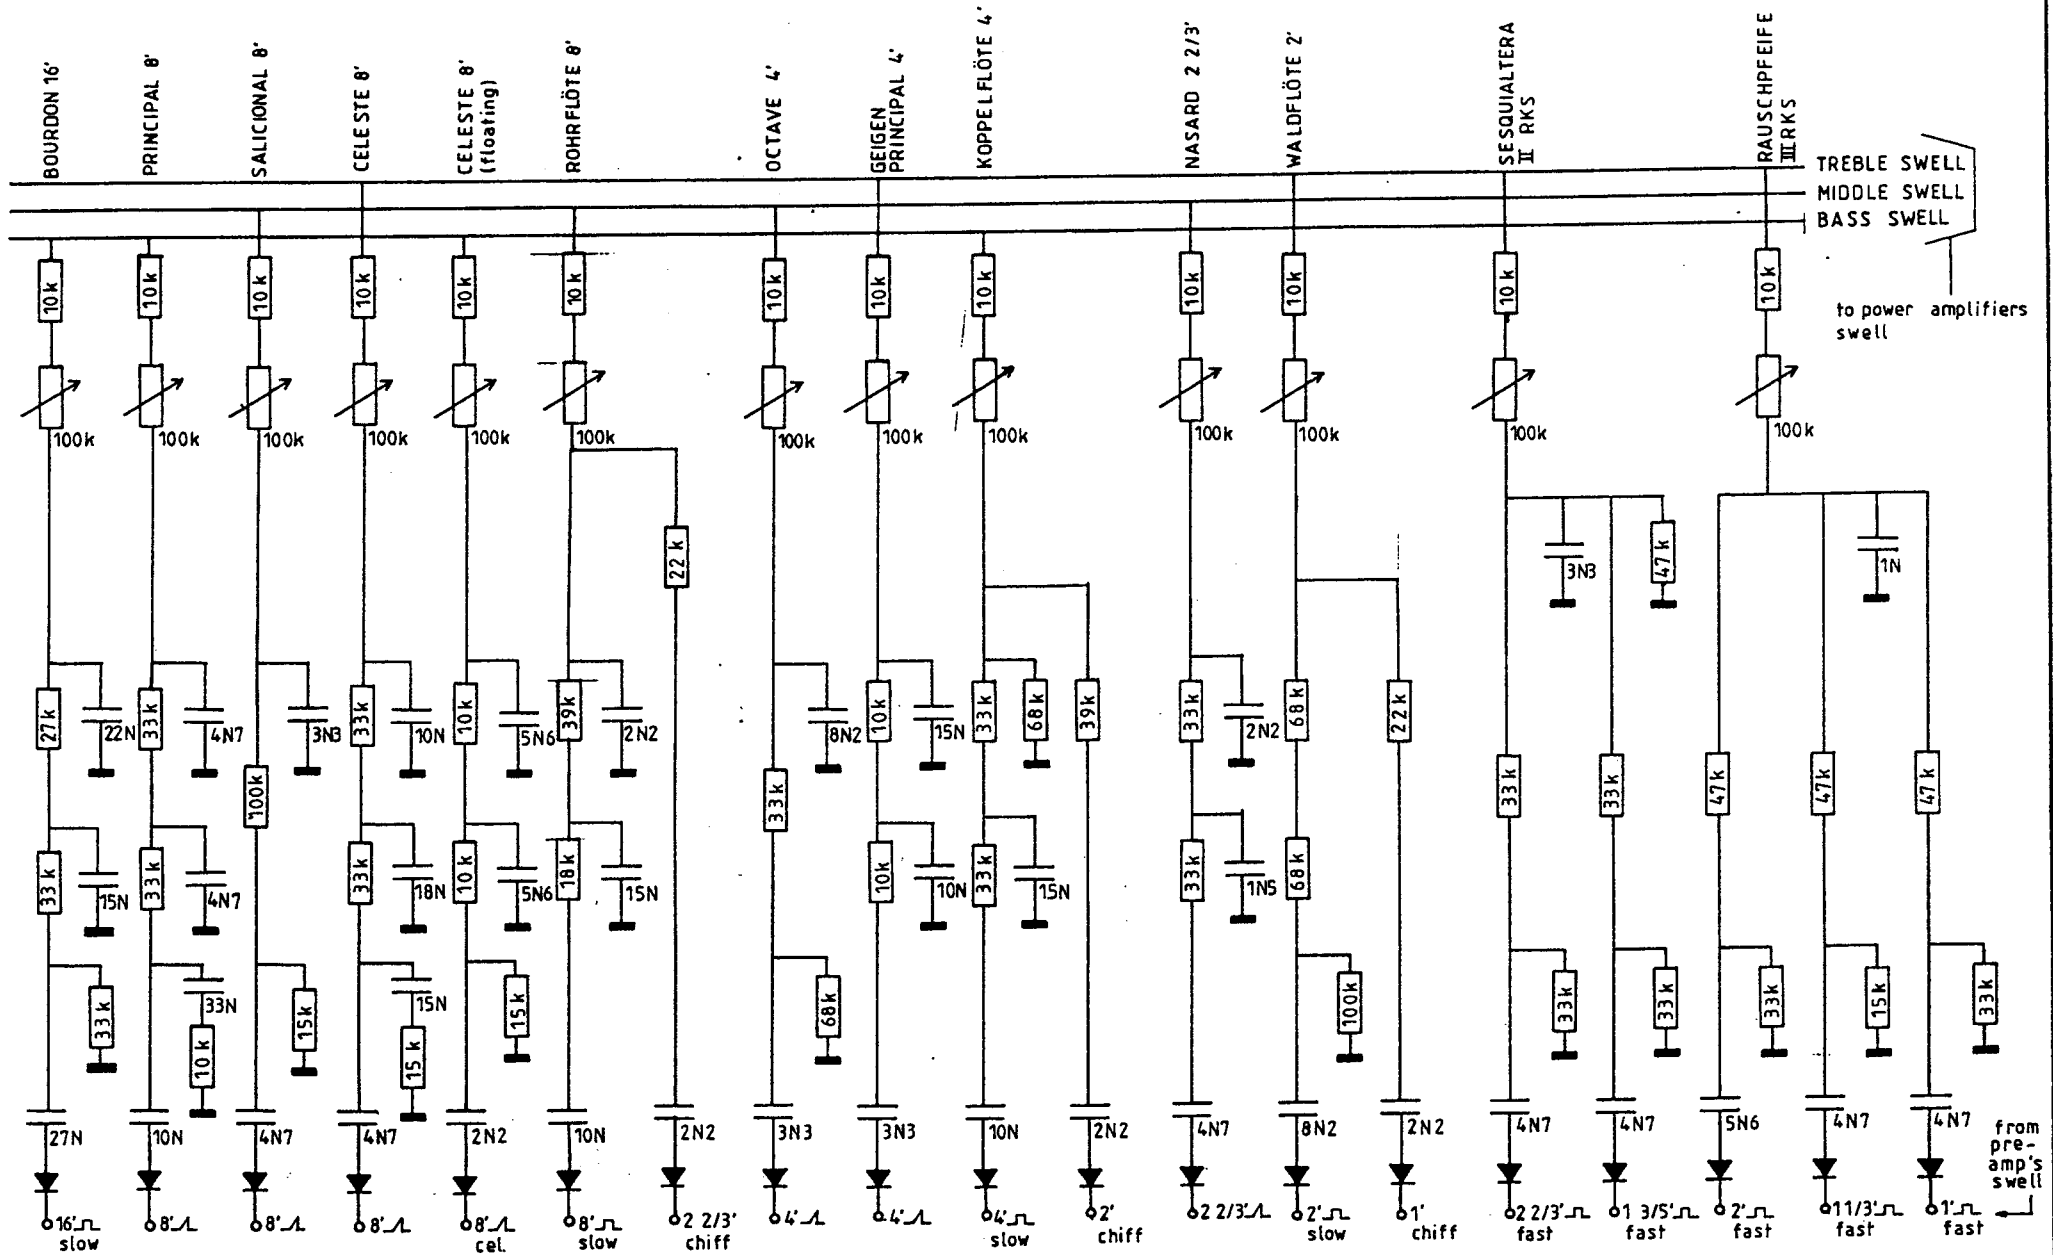 BOURDON 16'
PRINCIPAL 8'
SALICIONAL 8'
CELESTE 8'
CELESTE 8'
(floating)
ROHRFLÖTE 8'
OCTAVE 4'
GEIGEN
PRINCIPAL 4'
KOPPELFLÖTE 4'
NASARD 2 2/3'
WALDFLÖTE 2'
SESQUIALTERA
II RKS
RAUSCHPFEIFE
III RKS
TREBLE SWELL
MIDDLE SWELL
BASS SWELL
to power amplifiers
swell
10k
10k
10k
10k
10k
10k
10k
10k
10k
10k
10k
10k
10k
100k
100k
100k
100k
100k
100k
100k
100k
100k
100k
100k
100k
100k
22k
3N3
47k
1N
27k
22N
33k
4N7
3N3
33k
10N
10k
5N6
39k
2N2
8N2
10k
15N
33k
68k
39k
33k
2N2
68k
22k
100k
33k
33k
33k
47k
47k
47k
33k
15N
33k
4N7
33k
18N
10k
5N6
18k
15N
10k
10N
33k
15N
33k
1N5
68k
33k
33N
10k
15k
15N
15k
15k
68k
100k
33k
33k
33k
15k
33k
27N
10N
4N7
4N7
2N2
10N
2N2
3N3
3N3
10N
2N2
4N7
8N2
2N2
4N7
4N7
5N6
4N7
4N7
from
pre-
amp's
swell
16'
slow
8'
8'
8'
8'
cel.
8'
slow
2 2/3'
chiff
4'
4'
4'
slow
2'
chiff
2 2/3'
2'
slow
1'
chiff
2 2/3'
fast
1 3/5'
fast
2'
fast
1 1/3'
fast
1'
fast